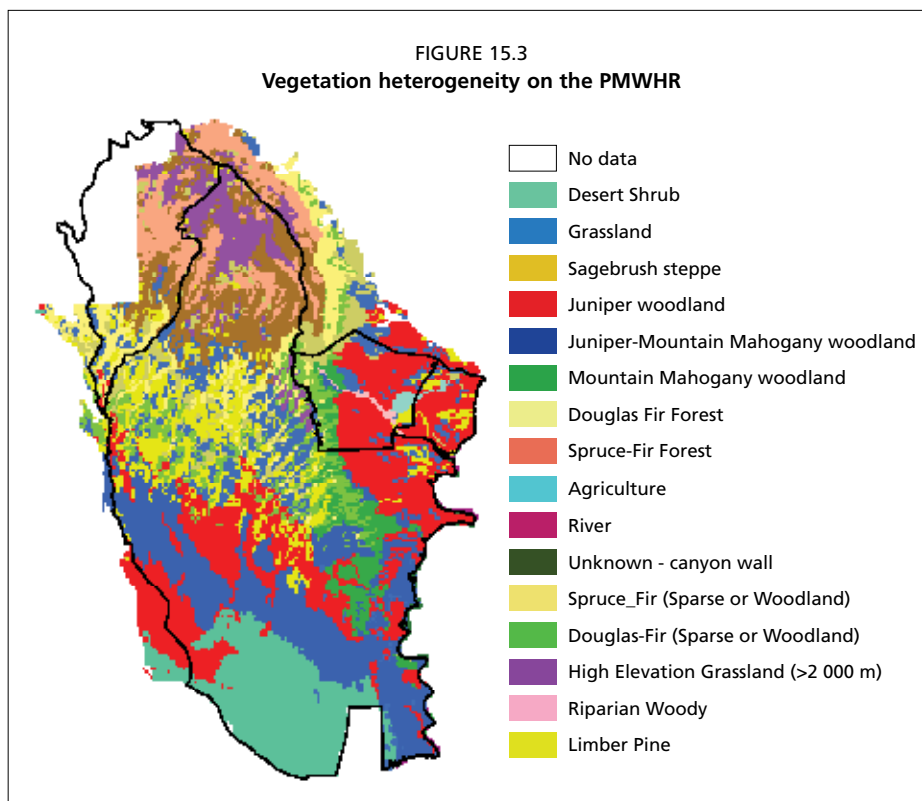 FIGURE 15.3
Vegetation heterogeneity on the PMWHR
No data
Desert Shrub
Grassland
Sagebrush steppe
Juniper woodland
Juniper-Mountain Mahogany woodland
Mountain Mahogany woodland
Douglas Fir Forest
Spruce-Fir Forest
Agriculture
River
Unknown - canyon wall
Spruce_Fir (Sparse or Woodland)
Douglas-Fir (Sparse or Woodland)
High Elevation Grassland (>2 000 m)
Riparian Woody
Limber Pine